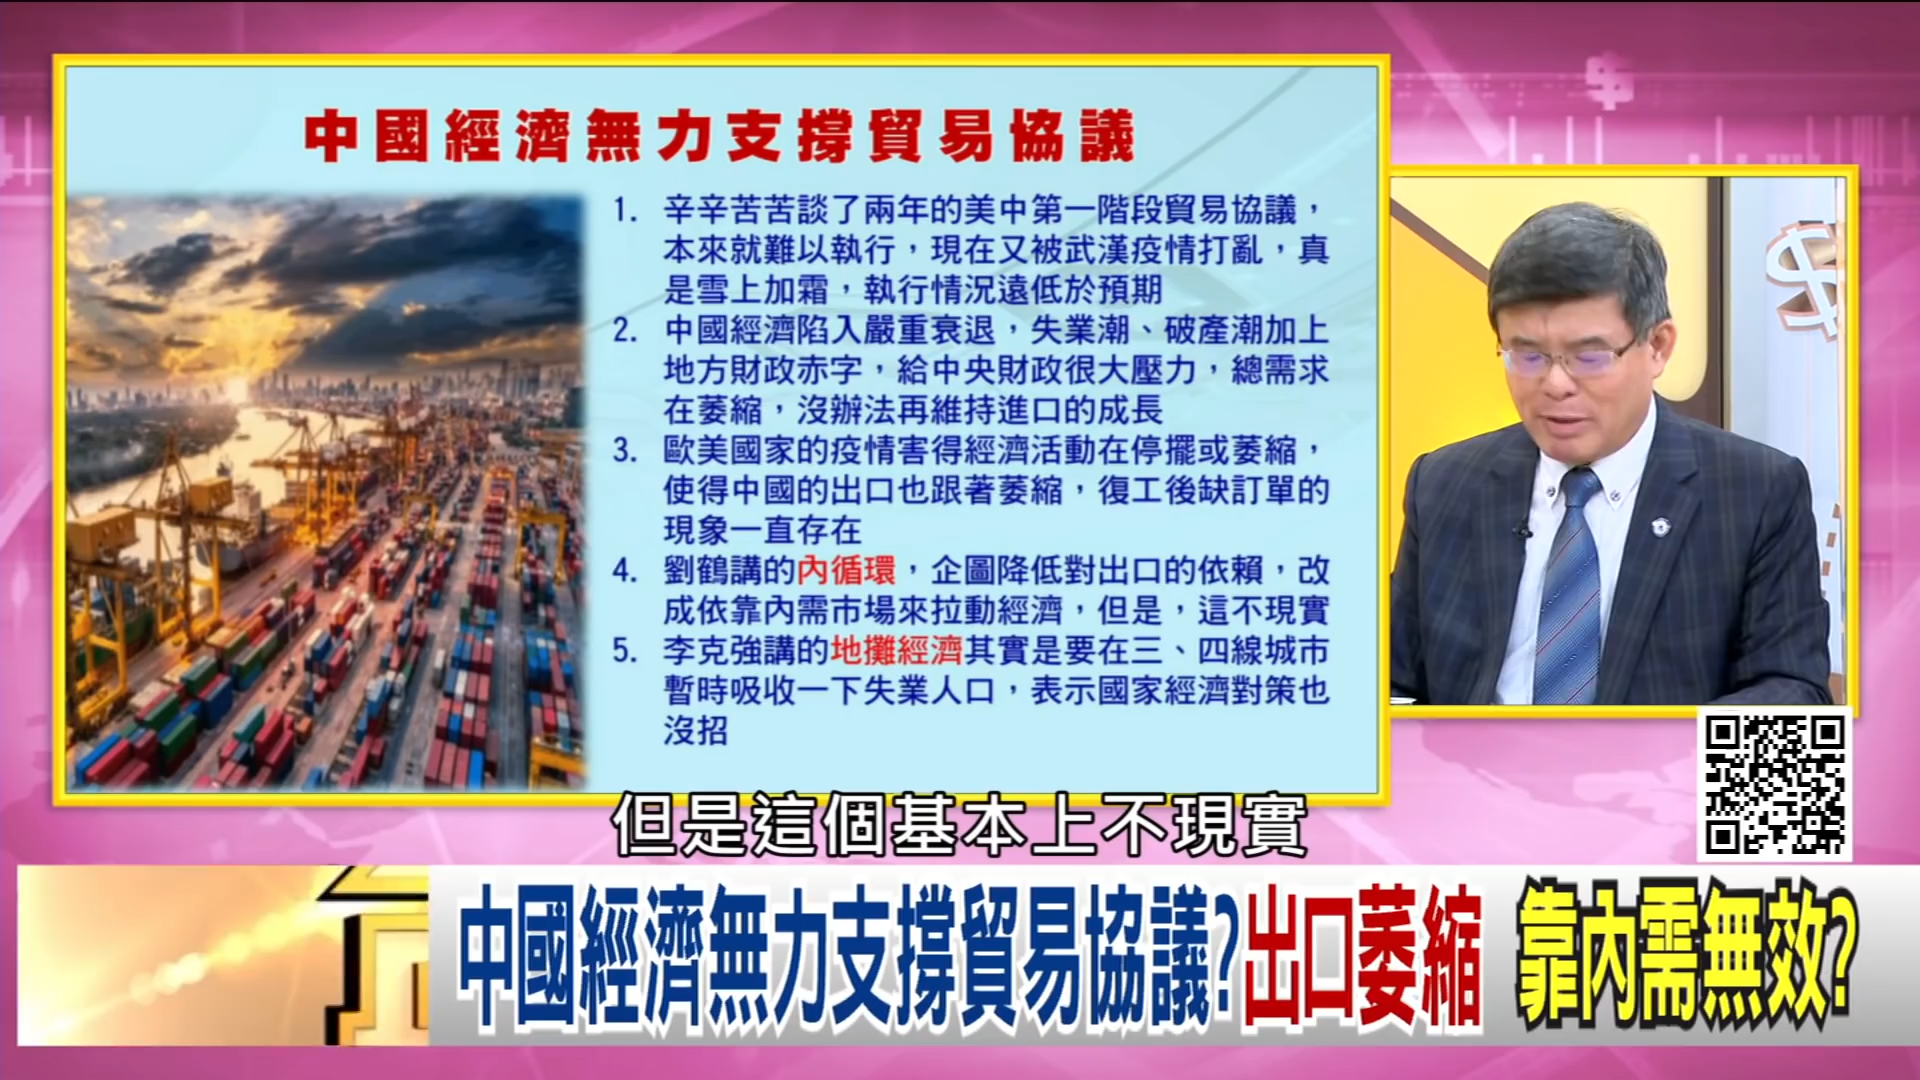 中國經濟無力支撐貿易協議
1. 辛辛苦苦談了兩年的美中第一階段貿易協議，
本來就難以執行，現在又被武漢疫情打亂，真
是雪上加霜，執行情況遠低於預期
2. 中國經濟陷入嚴重衰退，失業潮、破產潮加上
地方財政赤字，給中央財政很大壓力，總需求
在萎縮，沒辦法再維持進口的成長
3. 歐美國家的疫情害得經濟活動在停擺或萎縮，
使得中國的出口也跟著萎縮，復工後缺訂單的
現象一直存在
4. 劉鶴講的內循環，企圖降低對出口的依賴，改
成依靠內需市場來拉動經濟，但是，這不現實
5. 李克強講的地攤經濟其實是要在三、四線城市
暫時吸收一下失業人口，表示國家經濟對策也
沒招
但是這個基本上不現實
中國經濟無力支撐貿易協議?出口萎縮 靠內需無效?